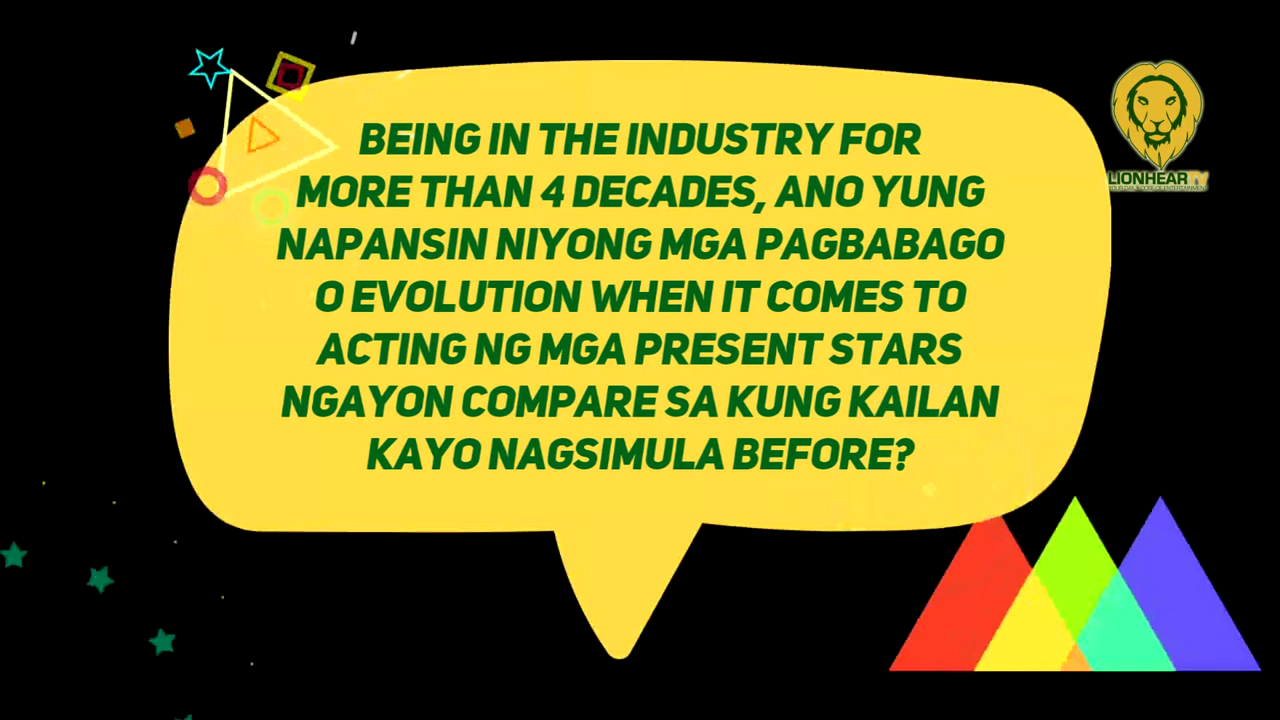 BEING IN THE INDUSTRY FOR
MORE THAN 4 DECADES, ANO YUNG
NAPANSIN NIYONG MGA PAGBABAGO
O EVOLUTION WHEN IT COMES TO
ACTING NG MGA PRESENT STARS
NGAYON COMPARE SA KUNG KAILAN
KAYO NAGSIMULA BEFORE?
LIONHEARTV